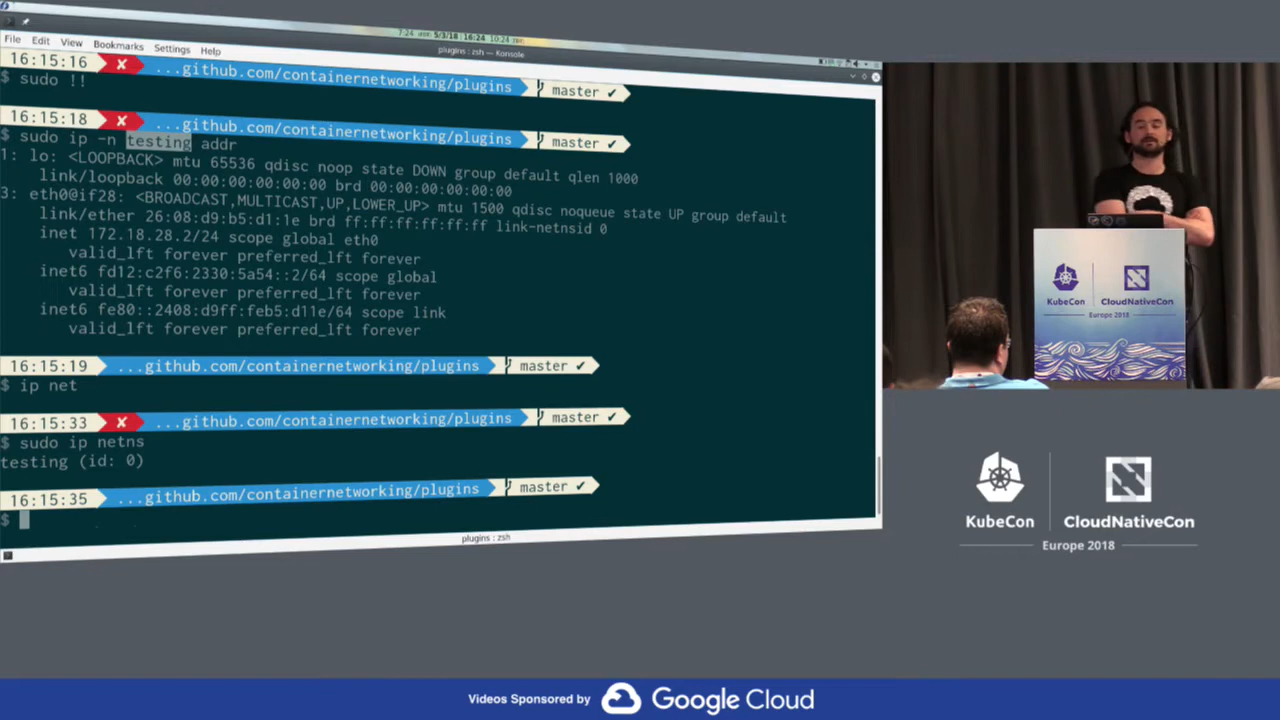 7:24 5/3/18 16:24 10:24
File Edit View Bookmarks Settings Help
plugins : zsh — Konsole
16:15:16 ✘ ...github.com/containernetworking/plugins master ✔
$ sudo !!
16:15:18 ✘ ...github.com/containernetworking/plugins master ✔
$ sudo ip -n testing addr
1: lo: <LOOPBACK> mtu 65536 qdisc noop state DOWN group default qlen 1000
link/loopback 00:00:00:00:00:00 brd 00:00:00:00:00:00
3: eth0@if28: <BROADCAST,MULTICAST,UP,LOWER_UP> mtu 1500 qdisc noqueue state UP group default
link/ether 26:08:d9:b5:d1:1e brd ff:ff:ff:ff:ff:ff link-netnsid 0
inet 172.18.28.2/24 scope global eth0
valid_lft forever preferred_lft forever
inet6 fd12:c2f6:2330:5a54::2/64 scope global
valid_lft forever preferred_lft forever
inet6 fe80::2408:d9ff:feb5:d11e/64 scope link
valid_lft forever preferred_lft forever
16:15:19 ...github.com/containernetworking/plugins master ✔
$ ip net
16:15:33 ✘ ...github.com/containernetworking/plugins master ✔
$ sudo ip netns
testing (id: 0)
16:15:35 ...github.com/containernetworking/plugins master ✔
$
plugins : zsh
KubeCon CloudNativeCon
Europe 2018
KubeCon CloudNativeCon
Europe 2018
Videos Sponsored by Google Cloud